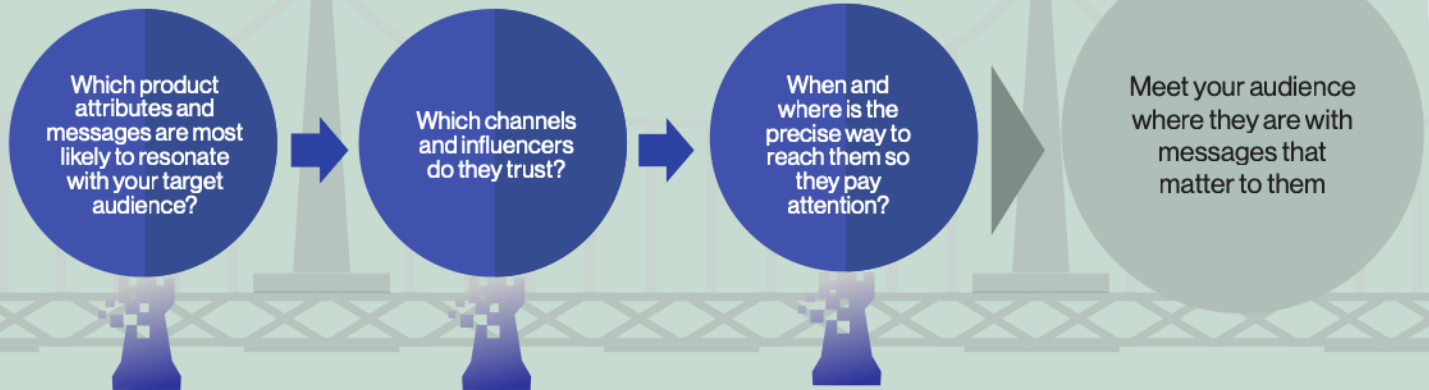 Which product
attributes and
messages are most
likely to resonate
with your target
audience?
Which channels
and influencers
do they trust?
When and
where is the
precise way to
reach them so
they pay
attention?
Meet your audience
where they are with
messages that
matter to them